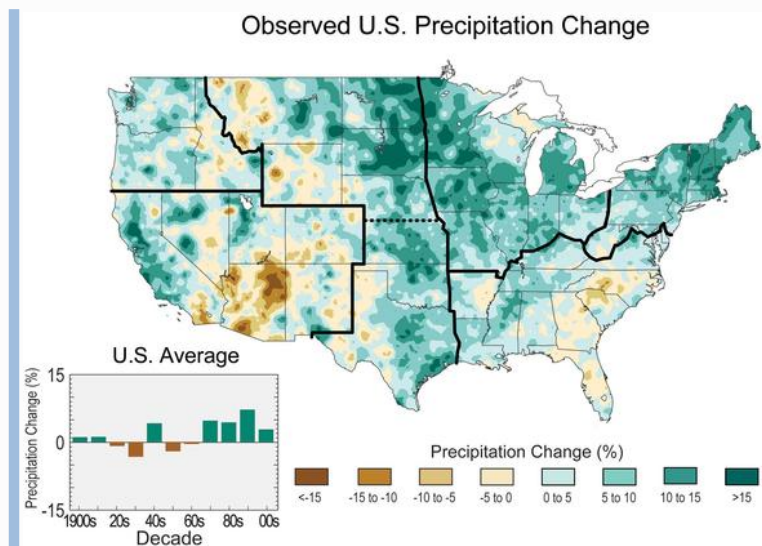 Observed U.S. Precipitation Change
U.S. Average
Precipitation Change (%)
15
0
-15
1900s 20s 40s 60s 80s 00s
Decade
Precipitation Change (%)
<-15 -15 to -10 -10 to -5 -5 to 0 0 to 5 5 to 10 10 to 15 >15